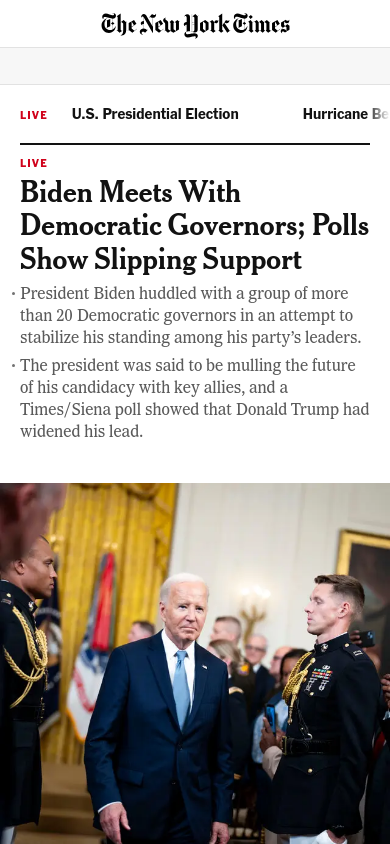 The New York Times
LIVE U.S. Presidential Election Hurricane Be
LIVE
Biden Meets With
Democratic Governors; Polls
Show Slipping Support
· President Biden huddled with a group of more
than 20 Democratic governors in an attempt to
stabilize his standing among his party’s leaders.
· The president was said to be mulling the future
of his candidacy with key allies, and a
Times/Siena poll showed that Donald Trump had
widened his lead.